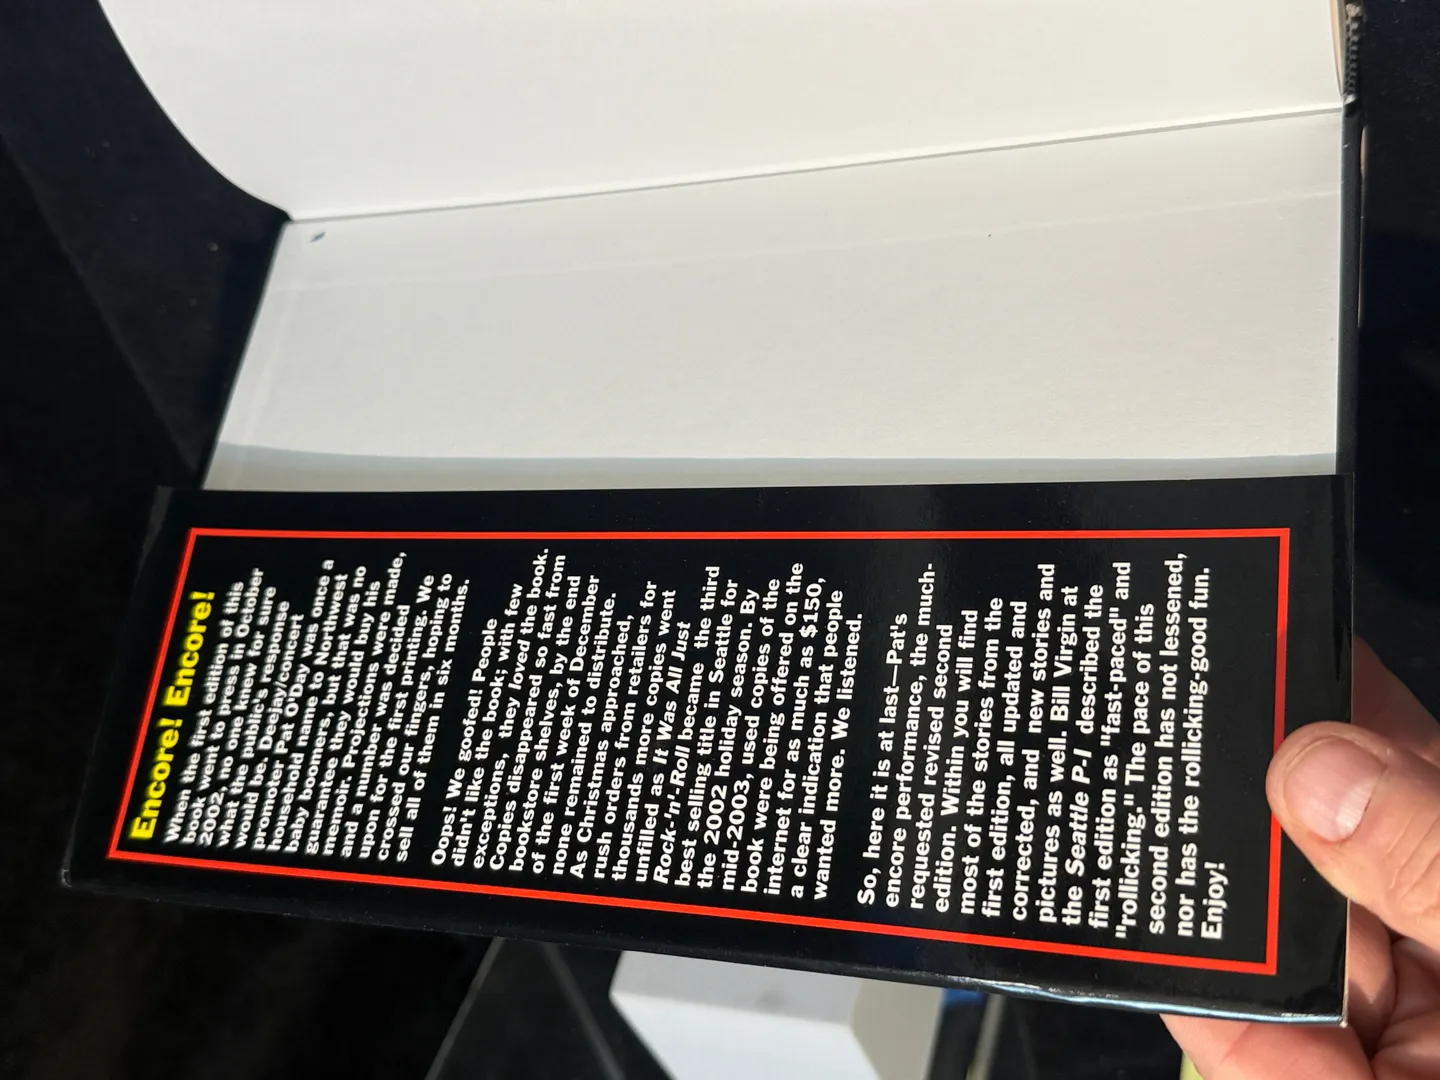 Encore! Encore!
When the first edition of this
book went to press in October
2002, no one knew for sure
what the public's response
would be. Deejay/concert
promoter Pat O'Day was once a
household name to Northwest
baby boomers, but that was no
guarantee they would buy his
memoir. Projections were made,
and a number was decided
upon for the first printing. We
crossed our fingers, hoping to
sell all of them in six months.
Oops! We goofed! People
didn't like the book; with few
exceptions, they loved the book.
Copies disappeared so fast from
bookstore shelves, by the end
of the first week of December
none remained to distribute.
As Christmas approached,
rush orders from retailers for
thousands more copies went
unfilled as It Was All Just
Rock-'n'-Roll became the third
best selling title in Seattle for
the 2002 holiday season. By
mid-2003, used copies of the
book were being offered on the
internet for as much as $150,
a clear indication that people
wanted more. We listened.
So, here it is at last—Pat's
encore performance, the much-
requested revised second
edition. Within you will find
most of the stories from the
first edition, all updated and
corrected, and new stories and
pictures as well. Bill Virgin at
the Seattle P-I described the
first edition as "fast-paced" and
"rollicking." The pace of this
second edition has not lessened,
nor has the rollicking-good fun.
Enjoy!